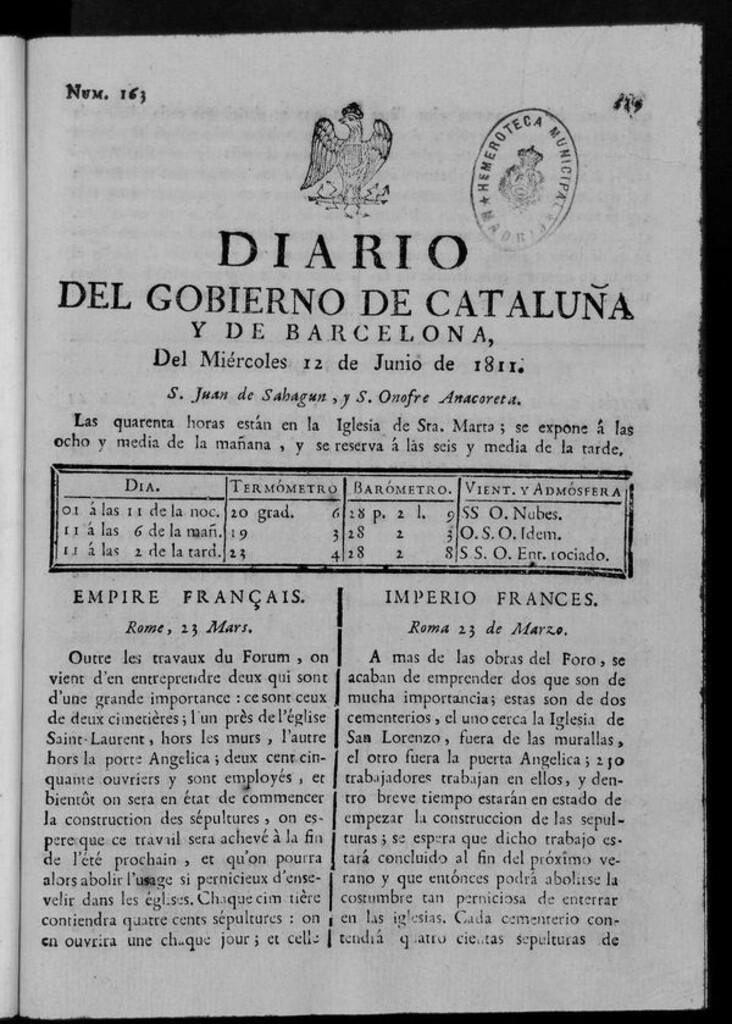 Num. 163
HEMEROTECA MUNICIPAL
MADRID
DIARIO
DEL GOBIERNO DE CATALUÑA
Y DE BARCELONA,
Del Miércoles 12 de Junio de 1811.
S. Juan de Sahagun, y S. Onofre Anacoreta.
Las quarenta horas están en la Iglesia de Sta. Marta; se expone á las
ocho y media de la mañana, y se reserva á las seis y media de la tarde.
DIA. TERMÓMETRO BARÓMETRO. VIENT. Y ADMÓSFERA
01 á las 11 de la noc. 20 grad. 6 28 p. 2 l. 9 SS O. Nubes.
11 á las 6 de la mañ. 19 3 28 2 3 O. S. O. Idem.
11 á las 2 de la tard. 23 4 28 2 8 S S. O. Ent. rociado.
EMPIRE FRANÇAIS.
Rome, 23 Mars.
Outre les travaux du Forum, on
vient d'en entreprendre deux qui sont
d'une grande importance : ce sont ceux
de deux cimetières; l'un près de l'église
Saint-Laurent, hors les murs, l'autre
hors la porte Angelica; deux cent cin-
quante ouvriers y sont employés, et
bientôt on sera en état de commencer
la construction des sépultures, on es-
pere que ce travail sera achevé à la fin
de l'été prochain, et qu'on pourra
alors abolir l'usage si pernicieux d'ense-
velir dans les églises. Chaque cim tière
contiendra quatre cents sépultures : on
en ouvrira une chaque jour; et celle
IMPERIO FRANCES.
Roma 23 de Marzo.
A mas de las obras del Foro, se
acaban de emprender dos que son de
mucha importancia; estas son de dos
cementerios, el uno cerca la Iglesia de
San Lorenzo, fuera de las murallas,
el otro fuera la puerta Angelica; 250
trabajadores trabajan en ellos, y den-
tro breve tiempo estarán en estado de
empezar la construccion de las sepul-
turas; se espera que dicho trabajo es-
tará concluido al fin del próximo ve-
rano y que entónces podrá abolirse la
costumbre tan perniciosa de enterrar
en las iglesias. Cada cementerio con-
tendrá quatro cientas sepulturas de